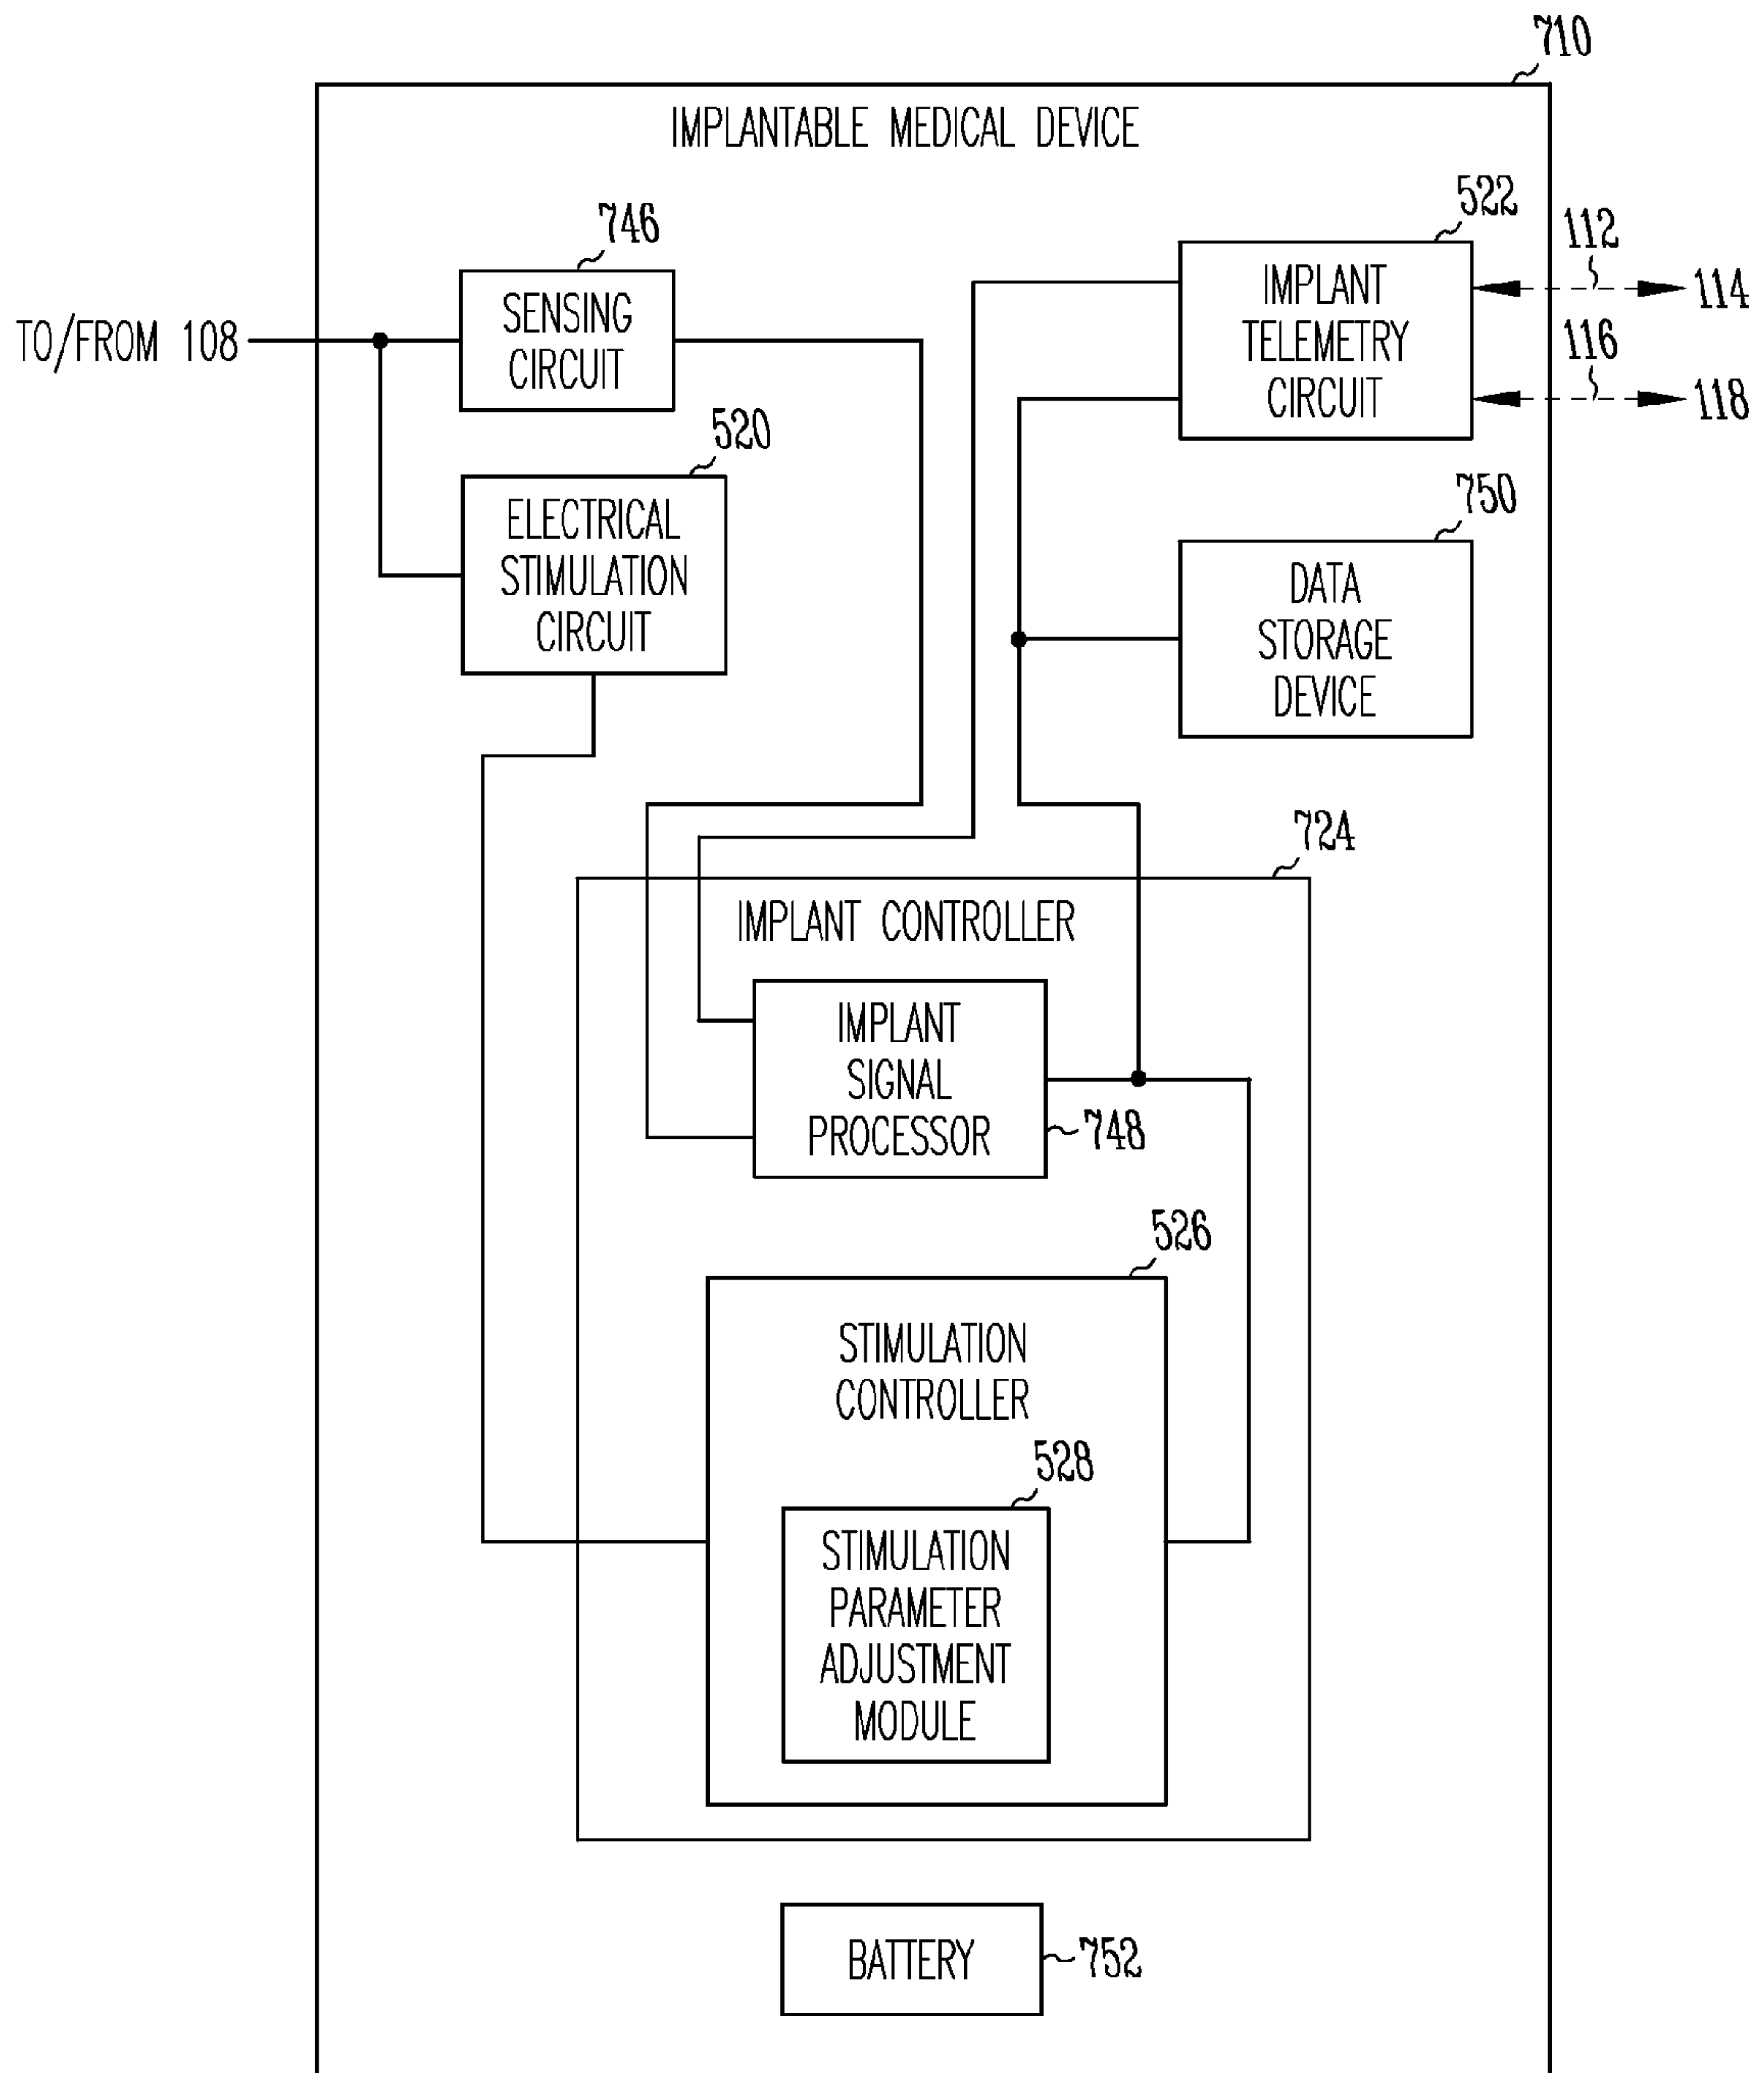 710
IMPLANTABLE MEDICAL DEVICE
746
SENSING
CIRCUIT
TO/FROM 108
520
ELECTRICAL
STIMULATION
CIRCUIT
522
IMPLANT
TELEMETRY
CIRCUIT
112
114
116
118
750
DATA
STORAGE
DEVICE
724
IMPLANT CONTROLLER
IMPLANT
SIGNAL
PROCESSOR
748
526
STIMULATION
CONTROLLER
528
STIMULATION
PARAMETER
ADJUSTMENT
MODULE
BATTERY
752